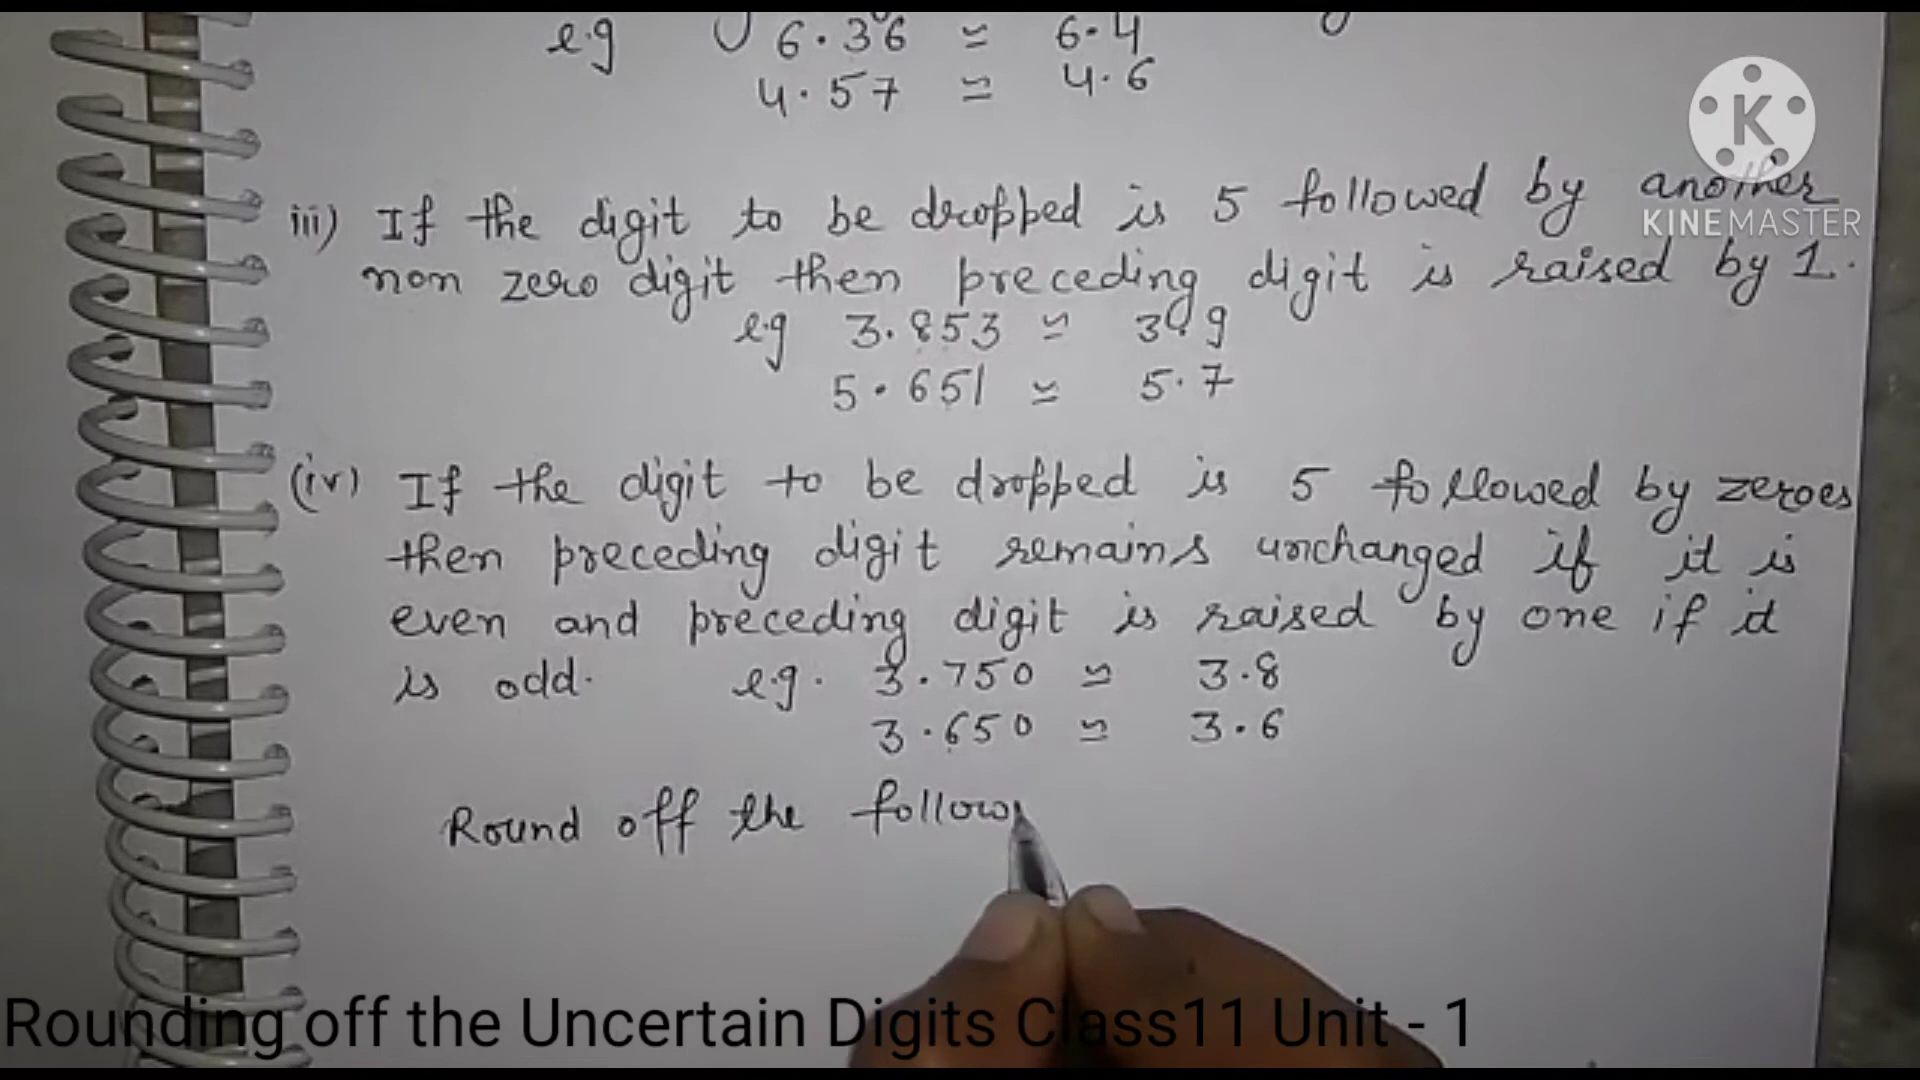 e.g 6.36 ≃ 6.4
4.57 ≃ 4.6
K
KINEMASTER
iii) If the digit to be dropped is 5 followed by another
non zero digit then preceding digit is raised by 1.
e.g 3.853 ≃ 3.9
5.651 ≃ 5.7
(iv) If the digit to be dropped is 5 followed by zeroes
then preceding digit remains unchanged if it is
even and preceding digit is raised by one if it
is odd. e.g. 3.750 ≃ 3.8
3.650 ≃ 3.6
Round off the follow
Rounding off the Uncertain Digits Class11 Unit - 1